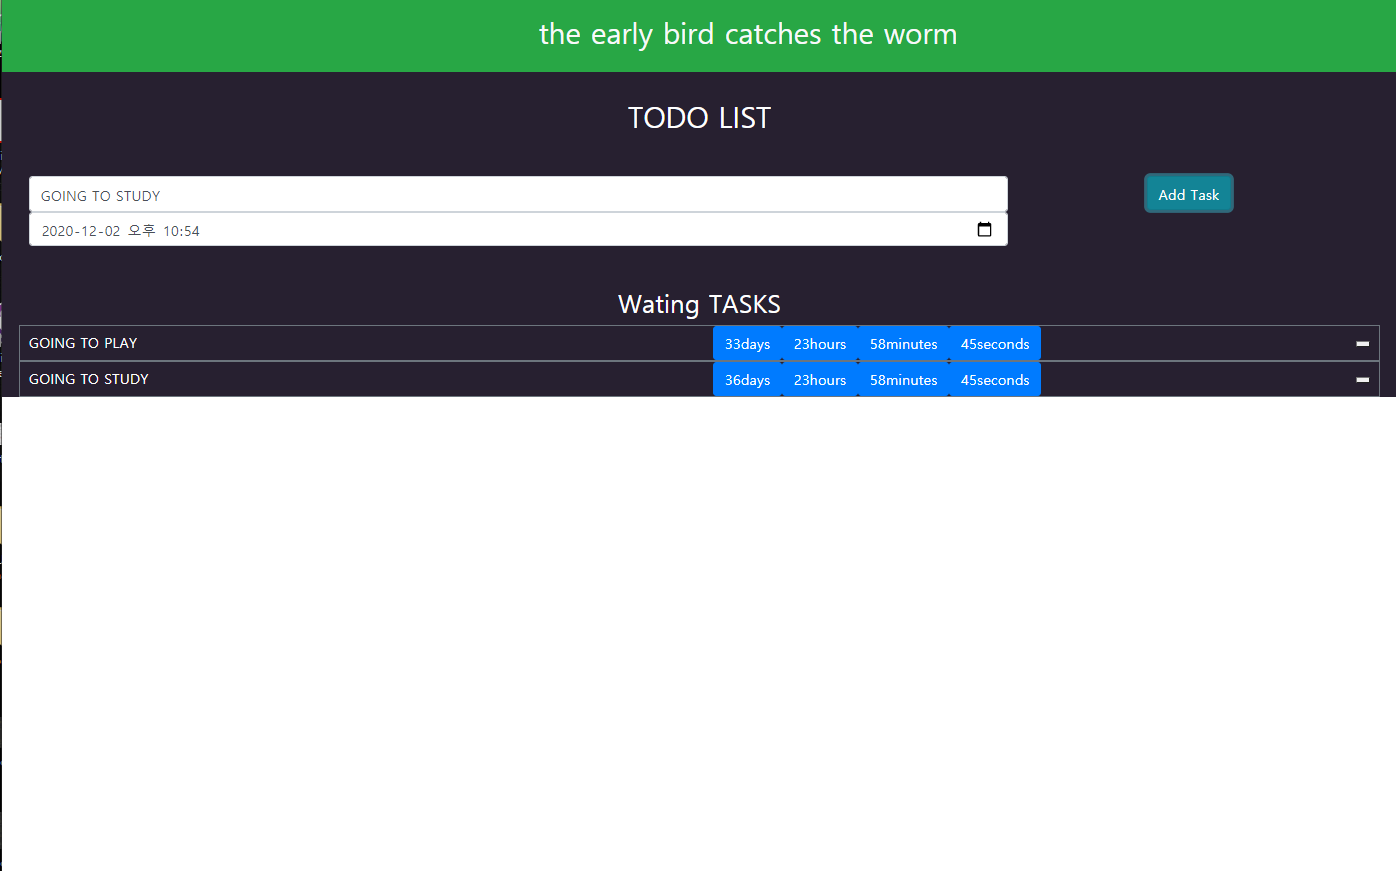 the early bird catches the worm
TODO LIST
GOING TO STUDY
Add Task
2020-12-02 오후 10:54
Wating TASKS
GOING TO PLAY 33days 23hours 58minutes 45seconds
GOING TO STUDY 36days 23hours 58minutes 45seconds